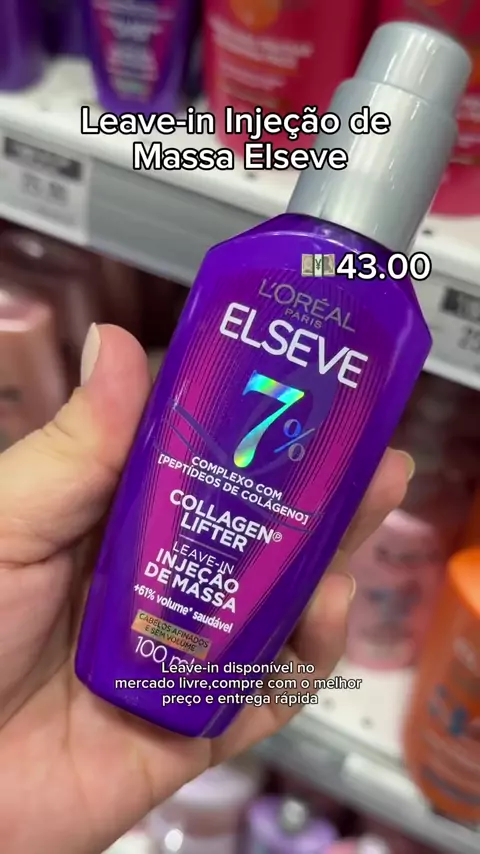 Leave-in Injeção de
Massa Elseve
💴43.00
L'ORÉAL
PARIS
ELSEVE
7%
COMPLEXO COM
[PEPTÍDEOS DE COLÁGENO]
COLLAGEN
LIFTER
LEAVE-IN
INJEÇÃO
DE MASSA
+61% volume* saudável
CABELOS AFINADOS
E SEM VOLUME
100 ml
Leave-in disponível no
mercado livre,compre com o melhor
preço e entrega rápida